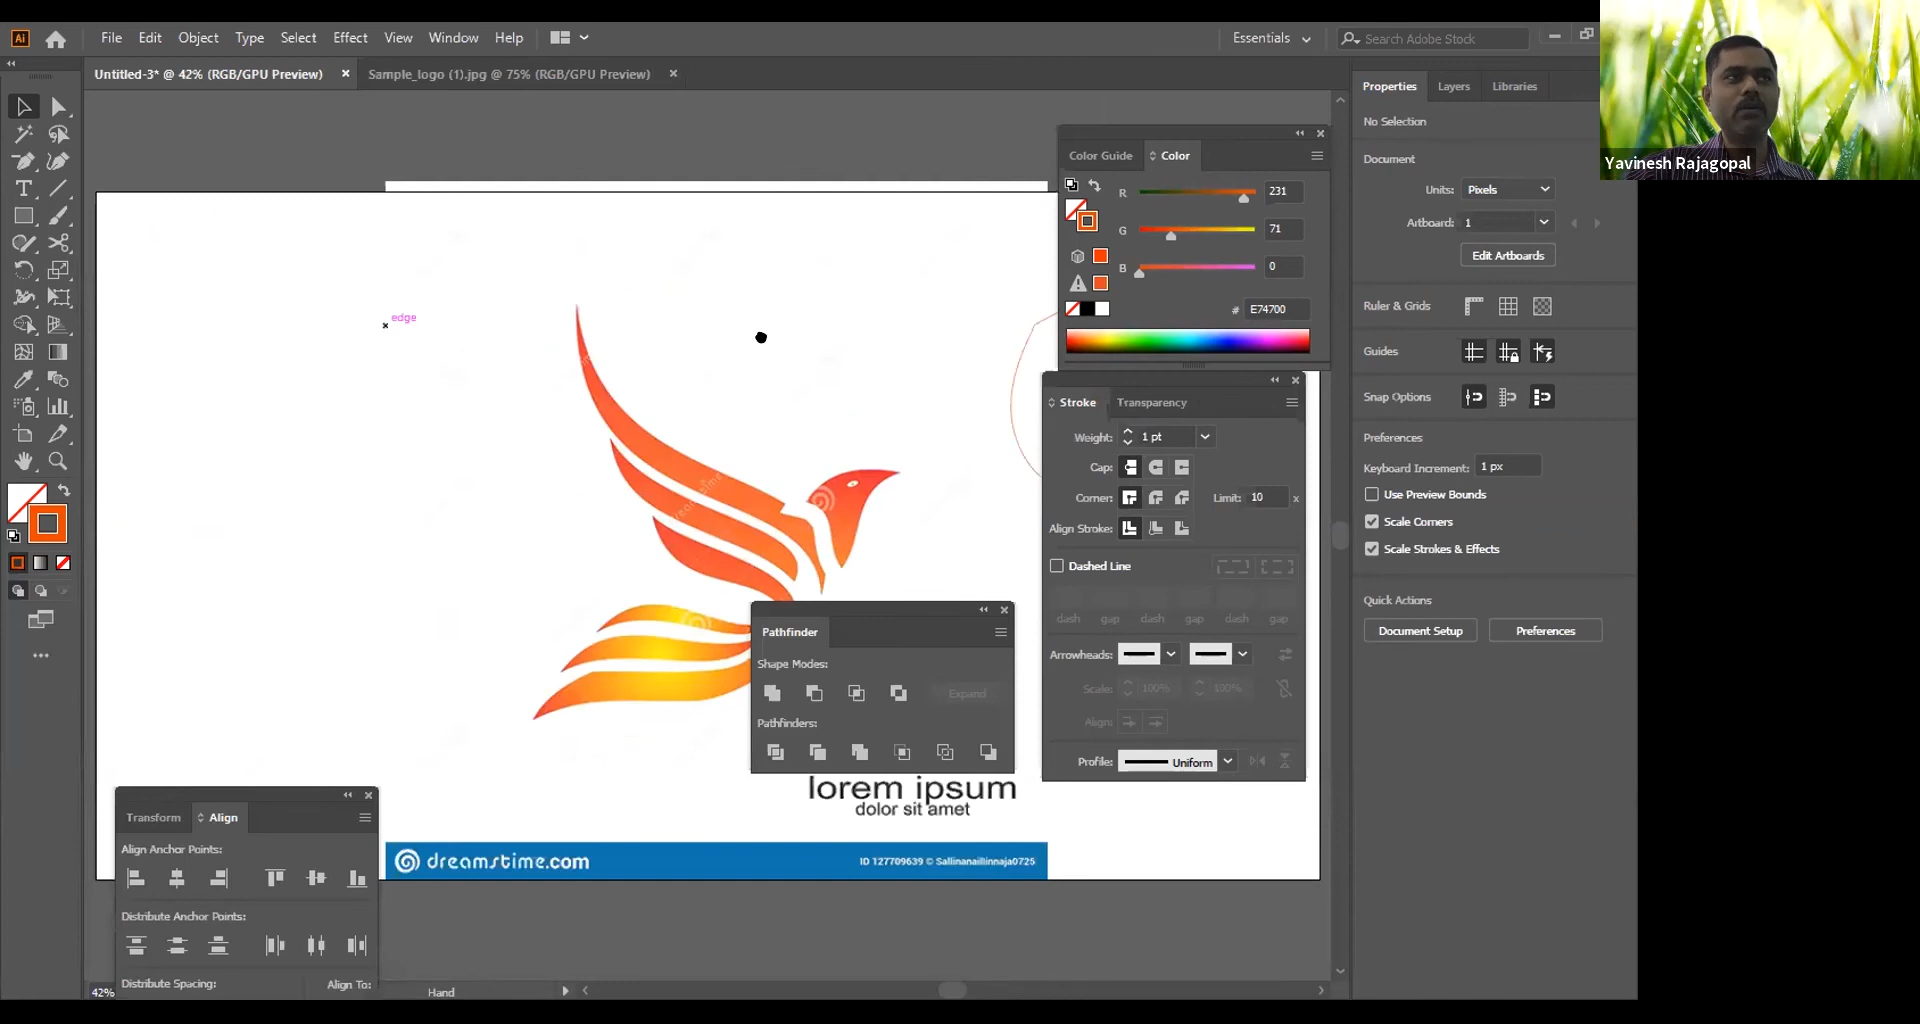 Ai
File Edit Object Type Select Effect View Window Help
Essentials
Search Adobe Stock
Untitled-3* @ 42% (RGB/GPU Preview)
Sample_logo (1).jpg @ 75% (RGB/GPU Preview)
edge
Color Guide
Color
R 231
G 71
B 0
# E74700
Stroke
Transparency
Weight: 1 pt
Cap:
Corner: Limit: 10 x
Align Stroke:
Dashed Line
dash gap dash gap dash gap
Arrowheads:
Scale: 100% 100%
Align:
Profile: Uniform
Pathfinder
Shape Modes:
Expand
Pathfinders:
lorem ipsum
dolor sit amet
dreamstime.com
ID 127709639 © Sallinanaillinnaja0725
Transform
Align
Align Anchor Points:
Distribute Anchor Points:
Distribute Spacing:
Align To:
42%
Hand
Properties
Layers
Libraries
No Selection
Document
Units: Pixels
Artboard: 1
Edit Artboards
Ruler & Grids
Guides
Snap Options
Preferences
Keyboard Increment: 1 px
Use Preview Bounds
Scale Corners
Scale Strokes & Effects
Quick Actions
Document Setup
Preferences
Yavinesh Rajagopal